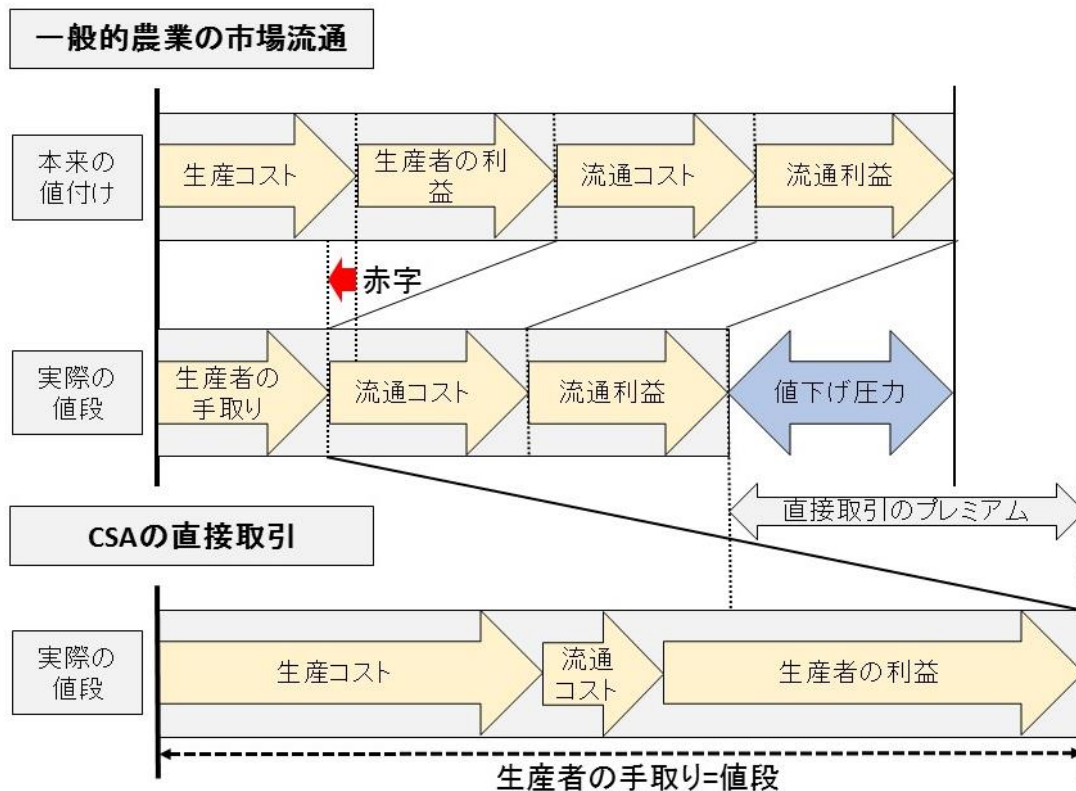 一般的農業の市場流通
本来の
値付け
生産コスト
生産者の利
益
流通コスト
流通利益
赤字
実際の
値段
生産者の
手取り
流通コスト
流通利益
値下げ圧力
直接取引のプレミアム
CSAの直接取引
実際の
値段
生産コスト
流通
コスト
生産者の利益
生産者の手取り=値段